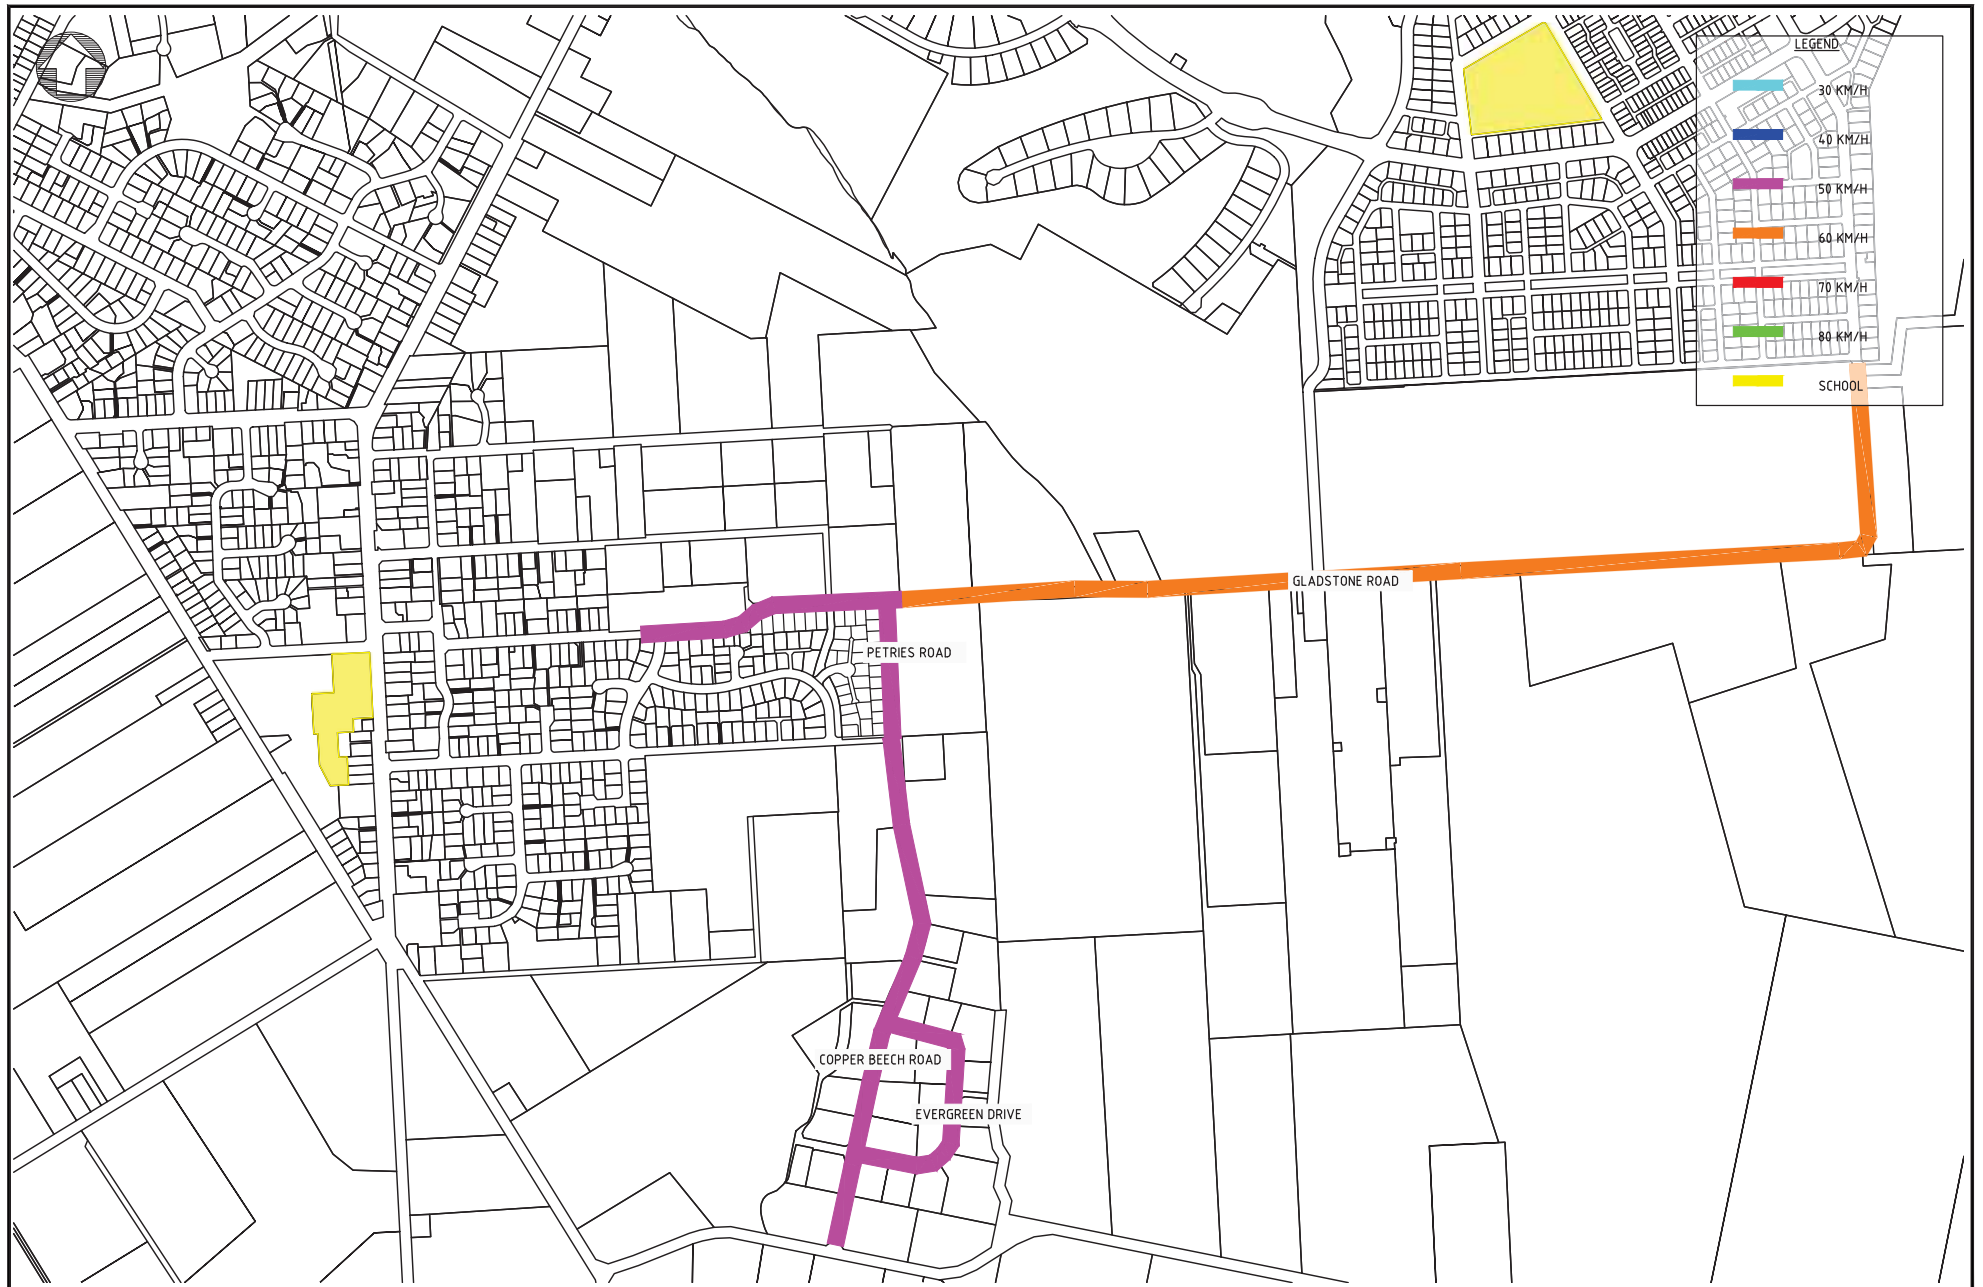 LEGEND
30 KM/H
40 KM/H
50 KM/H
60 KM/H
70 KM/H
80 KM/H
SCHOOL
GLADSTONE ROAD
PETRIES ROAD
COPPER BEECH ROAD
EVERGREEN DRIVE